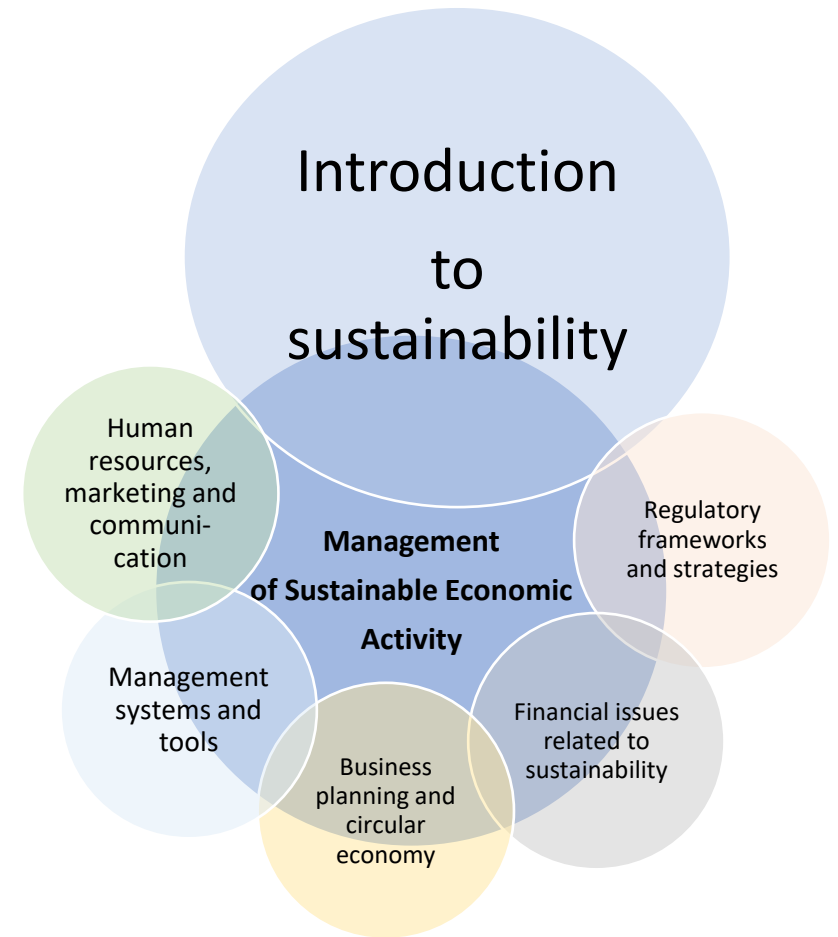 Introduction
to
sustainability
Human
resources,
marketing and
communi-
cation
Management
of Sustainable Economic
Activity
Regulatory
frameworks
and strategies
Management
systems and
tools
Business
planning and
circular
economy
Financial issues
related to
sustainability